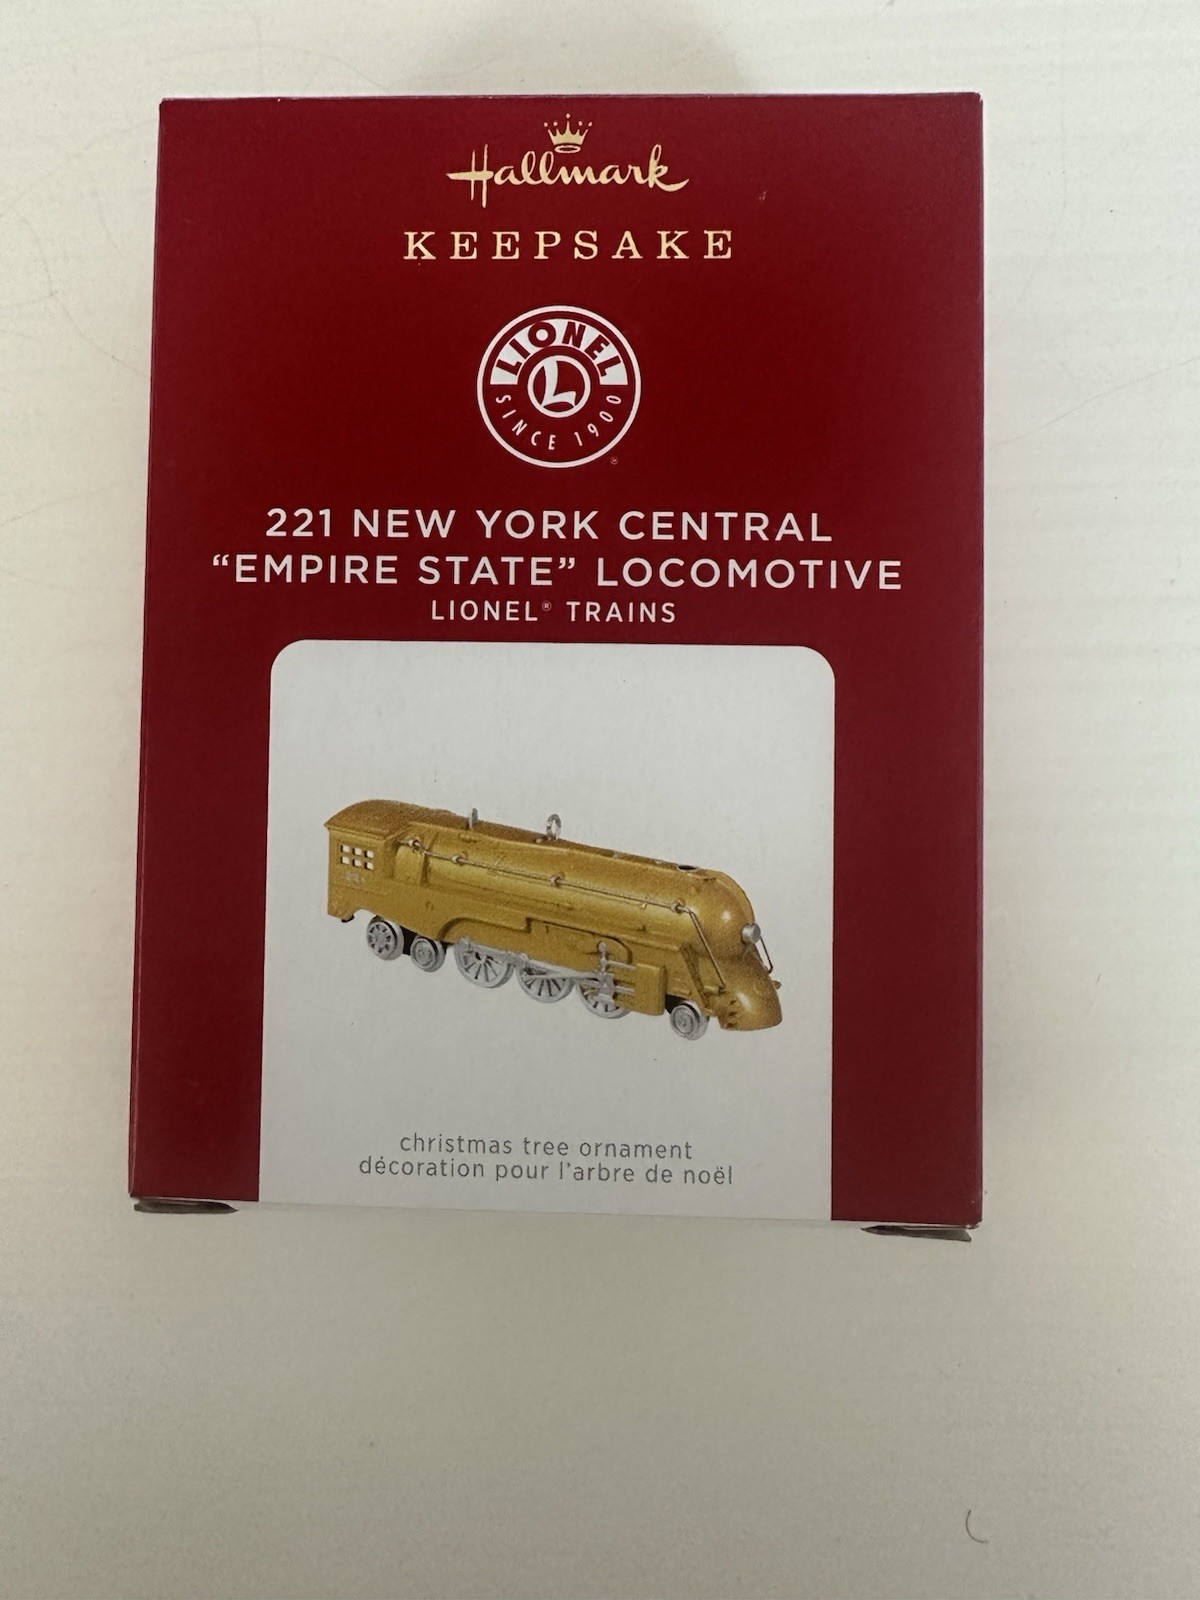 Hallmark
KEEPSAKE
LIONEL
L
SINCE 1900
®
221 NEW YORK CENTRAL
“EMPIRE STATE” LOCOMOTIVE
LIONEL® TRAINS
christmas tree ornament
décoration pour l’arbre de noël